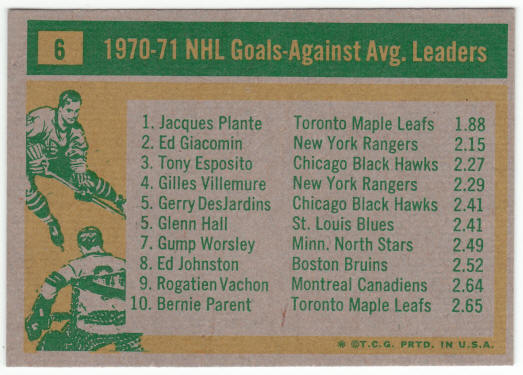 6 1970-71 NHL Goals-Against Avg. Leaders
1. Jacques Plante Toronto Maple Leafs 1.88
2. Ed Giacomin New York Rangers 2.15
3. Tony Esposito Chicago Black Hawks 2.27
4. Gilles Villemure New York Rangers 2.29
5. Gerry DesJardins Chicago Black Hawks 2.41
5. Glenn Hall St. Louis Blues 2.41
7. Gump Worsley Minn. North Stars 2.49
8. Ed Johnston Boston Bruins 2.52
9. Rogatien Vachon Montreal Canadiens 2.64
10. Bernie Parent Toronto Maple Leafs 2.65
* ©T.C.G. PRTD. IN U.S.A.